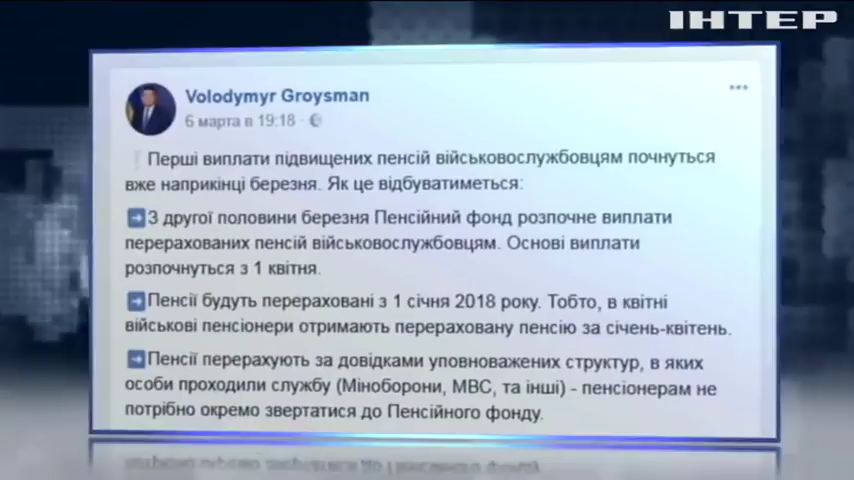 ІНТЕР
Volodymyr Groysman
6 марта в 19:18 ·
Перші виплати підвищених пенсій військовослужбовцям почнуться
вже наприкінці березня. Як це відбуватиметься:
З другої половини березня Пенсійний фонд розпочне виплати
перерахованих пенсій військовослужбовцям. Основі виплати
розпочнуться з 1 квітня.
Пенсії будуть перераховані з 1 січня 2018 року. Тобто, в квітні
військові пенсіонери отримають перераховану пенсію за січень-квітень.
Пенсії перерахують за довідками уповноважених структур, в яких
особи проходили службу (Міноборони, МВС, та інші) - пенсіонерам не
потрібно окремо звертатися до Пенсійного фонду.